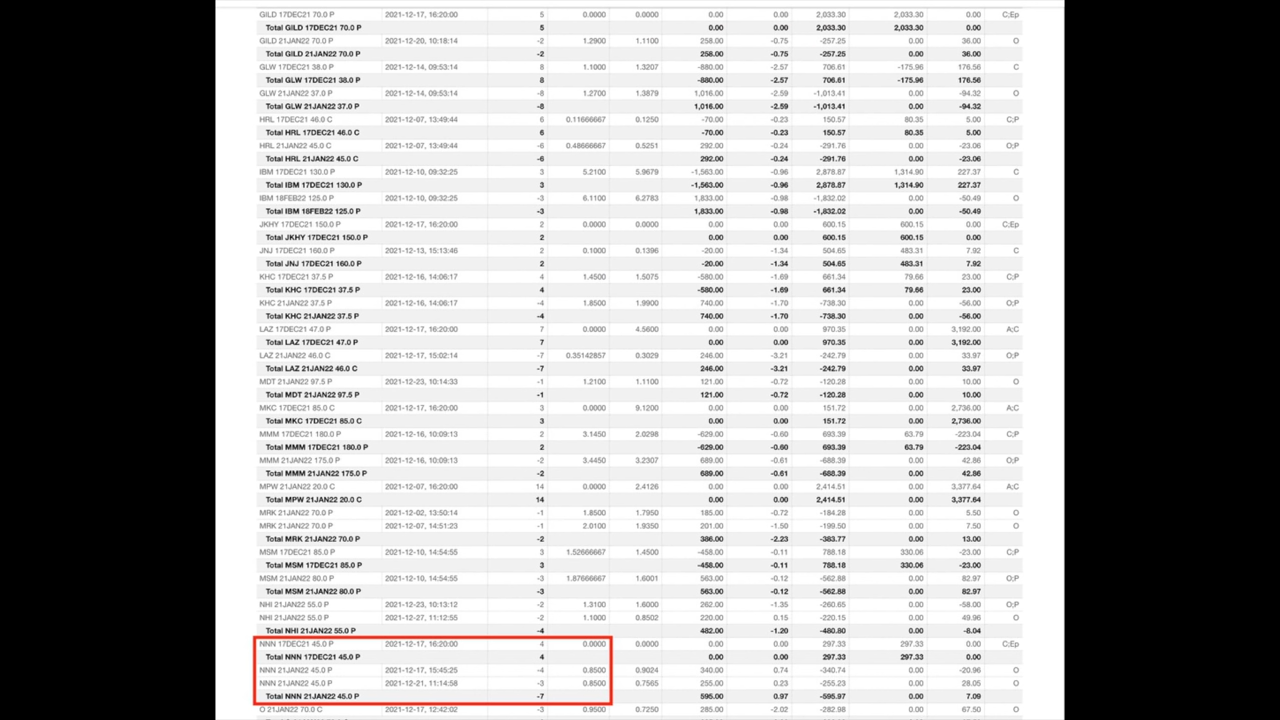 GILD 17DEC21 70.0 P 2021-12-17, 16:20:00 5 0.0000 0.0000 0.00 0.00 2,033.30 2,033.30 0.00 C;Ep
Total GILD 17DEC21 70.0 P 5 0.00 0.00 2,033.30 2,033.30 0.00
GILD 21JAN22 70.0 P 2021-12-20, 10:18:14 -2 1.2900 1.1100 258.00 -0.75 -257.25 0.00 36.00 O
Total GILD 21JAN22 70.0 P -2 258.00 -0.75 -257.25 0.00 36.00
GLW 17DEC21 38.0 P 2021-12-14, 09:53:14 8 1.1000 1.3207 -880.00 -2.57 706.61 -175.96 176.56 C
Total GLW 17DEC21 38.0 P 8 -880.00 -2.57 706.61 -175.96 176.56
GLW 21JAN22 37.0 P 2021-12-14, 09:53:14 -8 1.2700 1.3879 1,016.00 -2.59 -1,013.41 0.00 -94.32 O
Total GLW 21JAN22 37.0 P -8 1,016.00 -2.59 -1,013.41 0.00 -94.32
HRL 17DEC21 46.0 C 2021-12-07, 13:49:44 6 0.11666667 0.1250 -70.00 -0.23 150.57 80.35 5.00 C;P
Total HRL 17DEC21 46.0 C 6 -70.00 -0.23 150.57 80.35 5.00
HRL 21JAN22 45.0 C 2021-12-07, 13:49:44 -6 0.48666667 0.5251 292.00 -0.24 -291.76 0.00 -23.06 O;P
Total HRL 21JAN22 45.0 C -6 292.00 -0.24 -291.76 0.00 -23.06
IBM 17DEC21 130.0 P 2021-12-10, 09:32:25 3 5.2100 5.9679 -1,563.00 -0.96 2,878.87 1,314.90 227.37 C
Total IBM 17DEC21 130.0 P 3 -1,563.00 -0.96 2,878.87 1,314.90 227.37
IBM 18FEB22 125.0 P 2021-12-10, 09:32:25 -3 6.1100 6.2783 1,833.00 -0.98 -1,832.02 0.00 -50.49 O
Total IBM 18FEB22 125.0 P -3 1,833.00 -0.98 -1,832.02 0.00 -50.49
JKHY 17DEC21 150.0 P 2021-12-17, 16:20:00 2 0.0000 0.0000 0.00 0.00 600.15 600.15 0.00 C;Ep
Total JKHY 17DEC21 150.0 P 2 0.00 0.00 600.15 600.15 0.00
JNJ 17DEC21 160.0 P 2021-12-13, 15:13:46 2 0.1000 0.1396 -20.00 -1.34 504.65 483.31 7.92 C
Total JNJ 17DEC21 160.0 P 2 -20.00 -1.34 504.65 483.31 7.92
KHC 17DEC21 37.5 P 2021-12-16, 14:06:17 4 1.4500 1.5075 -580.00 -1.69 661.34 79.66 23.00 C;P
Total KHC 17DEC21 37.5 P 4 -580.00 -1.69 661.34 79.66 23.00
KHC 21JAN22 37.5 P 2021-12-16, 14:06:17 -4 1.8500 1.9900 740.00 -1.70 -738.30 0.00 -56.00 O;P
Total KHC 21JAN22 37.5 P -4 740.00 -1.70 -738.30 0.00 -56.00
LAZ 17DEC21 47.0 P 2021-12-17, 16:20:00 7 0.0000 4.5600 0.00 0.00 970.35 0.00 3,192.00 A;C
Total LAZ 17DEC21 47.0 P 7 0.00 0.00 970.35 0.00 3,192.00
LAZ 21JAN22 46.0 C 2021-12-17, 15:02:14 -7 0.35142857 0.3029 246.00 -3.21 -242.79 0.00 33.97 O;P
Total LAZ 21JAN22 46.0 C -7 246.00 -3.21 -242.79 0.00 33.97
MDT 21JAN22 97.5 P 2021-12-23, 10:14:33 -1 1.2100 1.1100 121.00 -0.72 -120.28 0.00 10.00 O
Total MDT 21JAN22 97.5 P -1 121.00 -0.72 -120.28 0.00 10.00
MKC 17DEC21 85.0 C 2021-12-17, 16:20:00 3 0.0000 9.1200 0.00 0.00 151.72 0.00 2,736.00 A;C
Total MKC 17DEC21 85.0 C 3 0.00 0.00 151.72 0.00 2,736.00
MMM 17DEC21 180.0 P 2021-12-16, 10:09:13 2 3.1450 2.0298 -629.00 -0.60 693.39 63.79 -223.04 C;P
Total MMM 17DEC21 180.0 P 2 -629.00 -0.60 693.39 63.79 -223.04
MMM 21JAN22 175.0 P 2021-12-16, 10:09:13 -2 3.4450 3.2307 689.00 -0.61 -688.39 0.00 42.86 O;P
Total MMM 21JAN22 175.0 P -2 689.00 -0.61 -688.39 0.00 42.86
MPW 21JAN22 20.0 C 2021-12-07, 16:20:00 14 0.0000 2.4126 0.00 0.00 2,414.51 0.00 3,377.64 A;C
Total MPW 21JAN22 20.0 C 14 0.00 0.00 2,414.51 0.00 3,377.64
MRK 21JAN22 70.0 P 2021-12-02, 13:50:14 -1 1.8500 1.7950 185.00 -0.72 -184.28 0.00 5.50 O
MRK 21JAN22 70.0 P 2021-12-07, 14:51:23 -1 2.0100 1.9350 201.00 -1.50 -199.50 0.00 7.50 O
Total MRK 21JAN22 70.0 P -2 386.00 -2.23 -383.77 0.00 13.00
MSM 17DEC21 85.0 P 2021-12-10, 14:54:55 3 1.52666667 1.4500 -458.00 -0.11 788.18 330.06 -23.00 C;P
Total MSM 17DEC21 85.0 P 3 -458.00 -0.11 788.18 330.06 -23.00
MSM 21JAN22 80.0 P 2021-12-10, 14:54:55 -3 1.87666667 1.6001 563.00 -0.12 -562.88 0.00 82.97 O;P
Total MSM 21JAN22 80.0 P -3 563.00 -0.12 -562.88 0.00 82.97
NHI 21JAN22 55.0 P 2021-12-23, 10:13:12 -2 1.3100 1.6000 262.00 -1.35 -260.65 0.00 -58.00 O;P
NHI 21JAN22 55.0 P 2021-12-27, 11:12:55 -2 1.1000 0.8502 220.00 0.15 -220.15 0.00 49.96 O
Total NHI 21JAN22 55.0 P -4 482.00 -1.20 -480.80 0.00 -8.04
NNN 17DEC21 45.0 P 2021-12-17, 16:20:00 4 0.0000 0.0000 0.00 0.00 297.33 297.33 0.00 C;Ep
Total NNN 17DEC21 45.0 P 4 0.00 0.00 297.33 297.33 0.00
NNN 21JAN22 45.0 P 2021-12-17, 15:45:25 -4 0.8500 0.9024 340.00 0.74 -340.74 0.00 -20.96 O
NNN 21JAN22 45.0 P 2021-12-21, 11:14:58 -3 0.8500 0.7565 255.00 0.23 -255.23 0.00 28.05 O
Total NNN 21JAN22 45.0 P -7 595.00 0.97 -595.97 0.00 7.09
O 21JAN22 70.0 C 2021-12-17, 12:42:02 -3 0.9500 0.7250 285.00 -2.02 -282.98 0.00 67.50 O